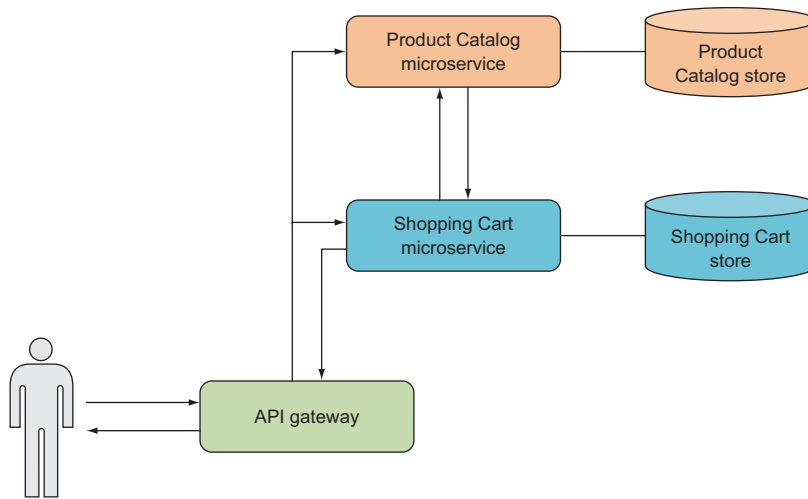 Product Catalog
microservice
Product
Catalog store
Shopping Cart
microservice
Shopping Cart
store
API gateway